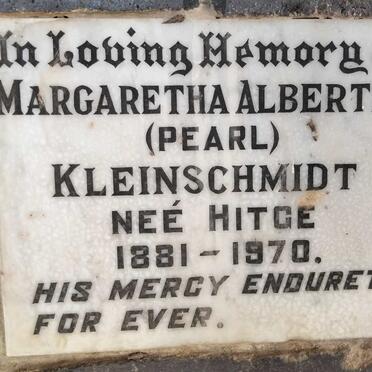 In Loving Memory
MARGARETHA ALBERT
(PEARL)
KLEINSCHMIDT
NEÉ HITGE
1881 - 1970.
HIS MERCY ENDURET
FOR EVER.